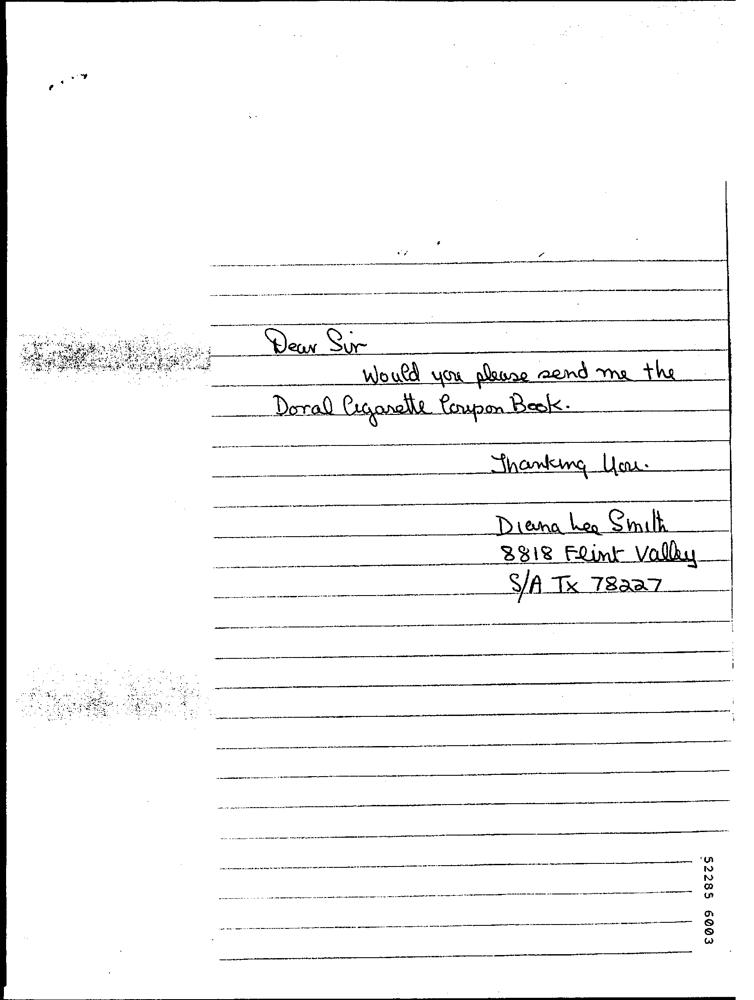 Dear Sir
Would you please send me the
Doral Cigarette Coupon Book.
Thanking You.
Diana Lee Smith
8818 Flint Valley
S/A Tx 78227
52285 6003